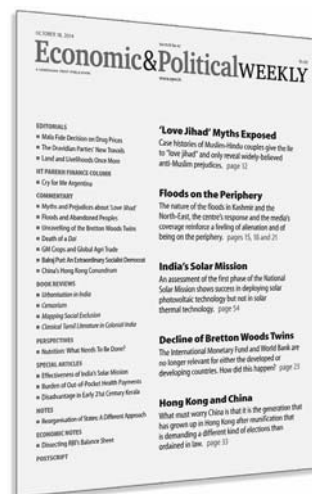 OCTOBER 18, 2014
Economic&PoliticalWEEKLY
EDITORIALS
■ Mala Fide Decision on Drug Prices
■ The Dravidian Parties' New Travails
■ Land and Livelihoods Once More
HT PAREKH FINANCE COLUMN
■ Cry for Me Argentina
COMMENTARY
■ Myths and Prejudices about 'Love Jihad'
■ Floods and Abandoned Peoples
■ Unravelling of the Bretton Woods Twins
■ Death of a Dai
■ GM Crops and Global Agri Trade
■ Balraj Puri: An Extraordinary Socialist Democrat
■ China's Hong Kong Conundrum
BOOK REVIEWS
■ Urbanisation in India
■ Censorium
■ Mapping Social Exclusion
■ Classical Tamil Literature in Colonial India
PERSPECTIVES
■ Nutrition: What Needs To Be Done?
SPECIAL ARTICLES
■ Effectiveness of India's Solar Mission
■ Burden of Out-of-Pocket Health Payments
■ Disadvantage in Early 21st Century Kerala
NOTES
■ Reorganisation of States: A Different Approach
ECONOMIC NOTES
■ Dissecting RBI's Balance Sheet
POSTSCRIPT
'Love Jihad' Myths Exposed
Case histories of Muslim-Hindu couples give the lie
to "love jihad" and only reveal widely-believed
anti-Muslim prejudices. page 12
Floods on the Periphery
The nature of the floods in Kashmir and the
North-East, the centre's response and the media's
coverage reinforce a feeling of alienation and of
being on the periphery. pages 15, 18 and 21
India's Solar Mission
An assessment of the first phase of the National
Solar Mission shows success in deploying solar
photovoltaic technology but not in solar
thermal technology. page 54
Decline of Bretton Woods Twins
The International Monetary Fund and World Bank are
no longer relevant for either the developed or
developing countries. How did this happen? page 23
Hong Kong and China
What must worry China is that it is the generation that
has grown up in Hong Kong after reunification that
is demanding a different kind of elections than
ordained in law. page 33